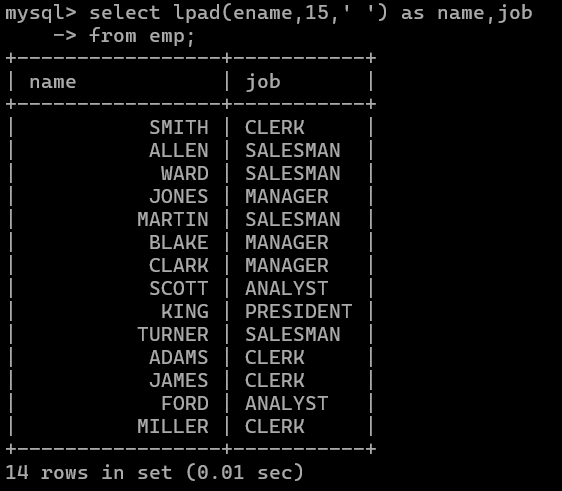 mysql> select lpad(ename,15,' ') as name,job
    -> from emp;
+-----------------+-----------+
| name            | job       |
+-----------------+-----------+
|           SMITH | CLERK     |
|           ALLEN | SALESMAN  |
|            WARD | SALESMAN  |
|           JONES | MANAGER   |
|          MARTIN | SALESMAN  |
|           BLAKE | MANAGER   |
|           CLARK | MANAGER   |
|           SCOTT | ANALYST   |
|            KING | PRESIDENT |
|          TURNER | SALESMAN  |
|           ADAMS | CLERK     |
|           JAMES | CLERK     |
|            FORD | ANALYST   |
|          MILLER | CLERK     |
+-----------------+-----------+
14 rows in set (0.01 sec)